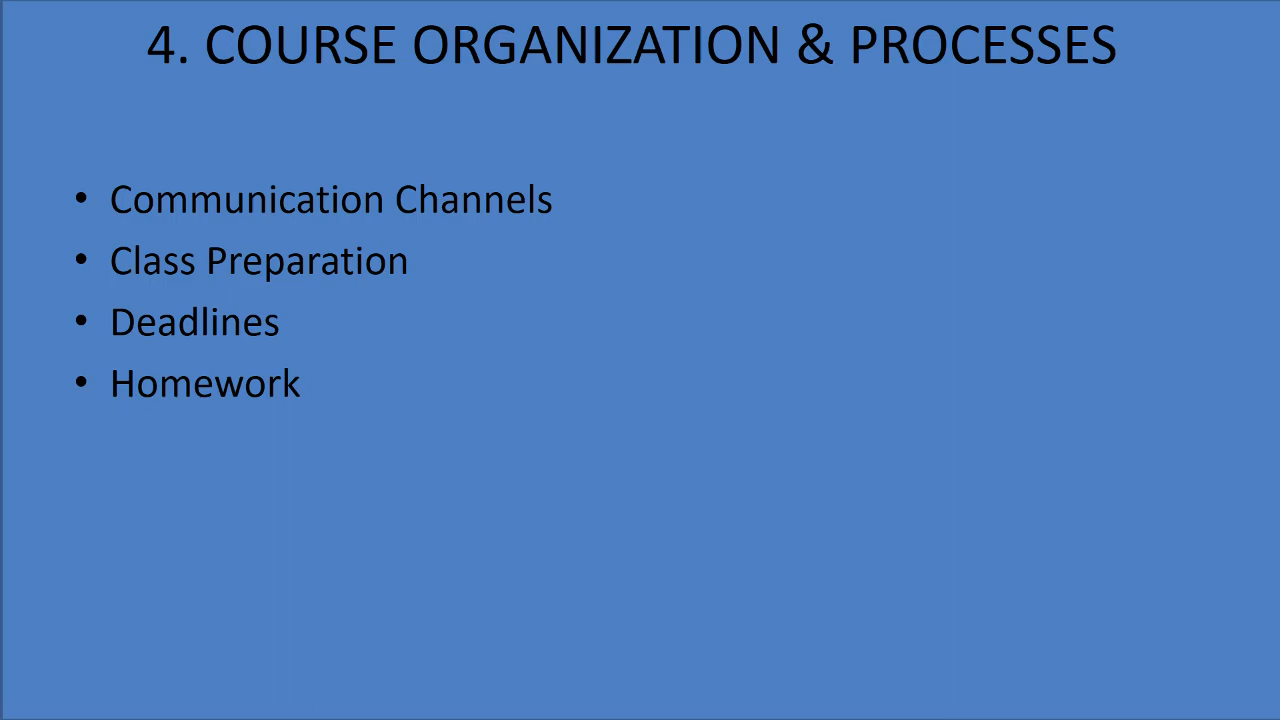 4. COURSE ORGANIZATION & PROCESSES
• Communication Channels
• Class Preparation
• Deadlines
• Homework